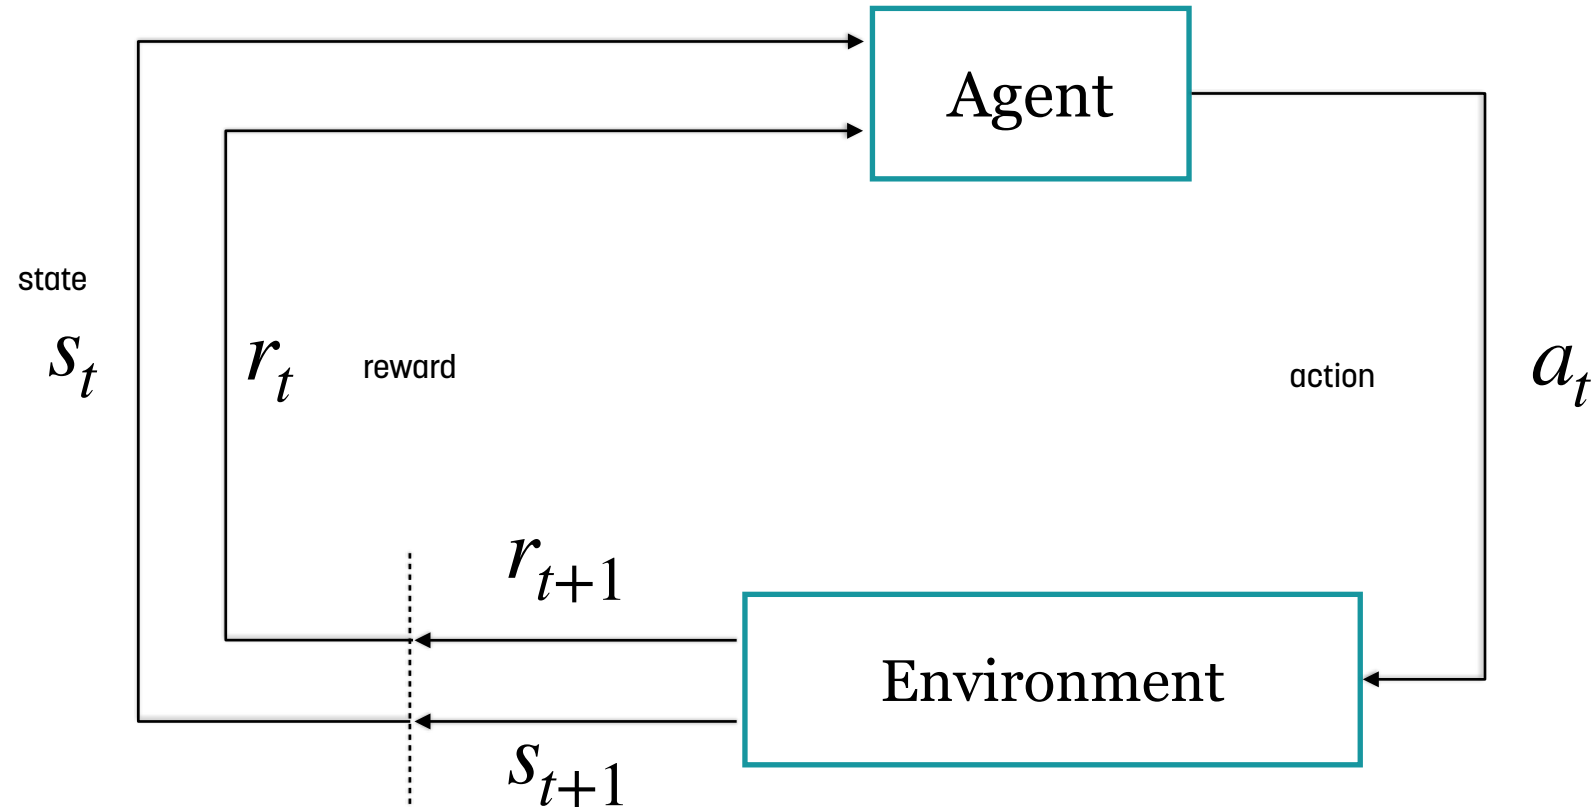 Agent
state
s_t
r_t
reward
action
a_t
r_{t+1}
Environment
s_{t+1}